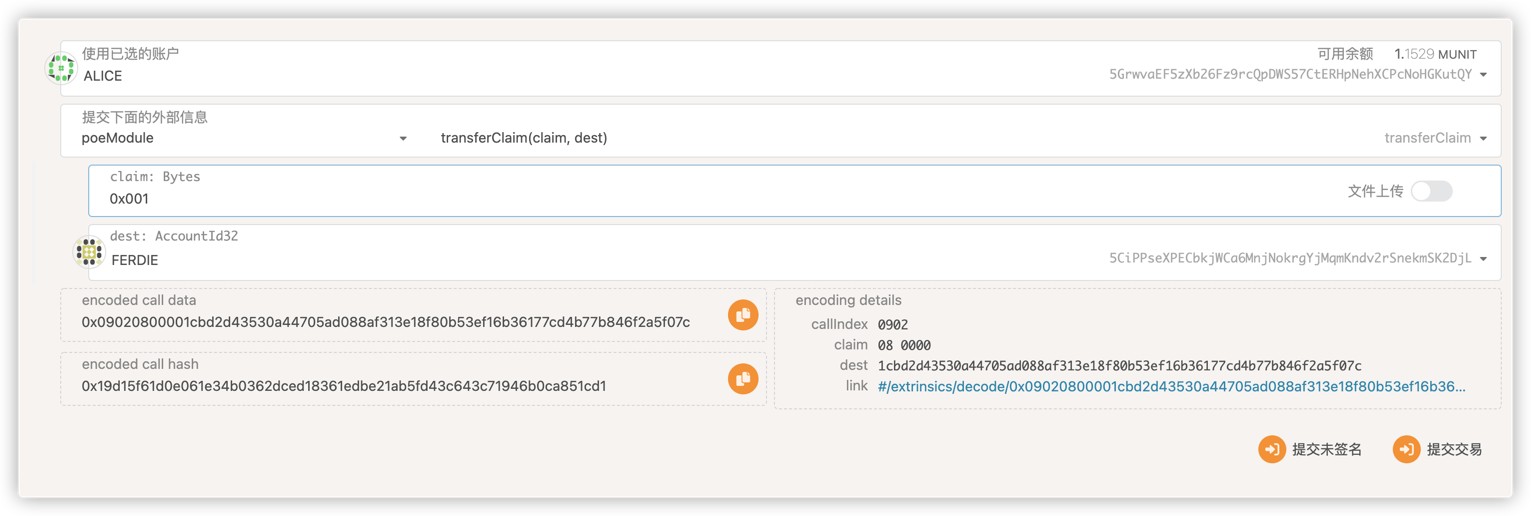 使用已选的账户
可用余额 1.1529 MUNIT
ALICE
5GrwvaEF5zXb26Fz9rcQpDWS57CtERHpNehXCPcNoHGKutQY
提交下面的外部信息
poeModule
transferClaim(claim, dest)
transferClaim
claim: Bytes
0x001
文件上传
dest: AccountId32
FERDIE
5CiPPseXPECbkjWCa6MnjNokrgYjMqmKndv2rSnekmSK2DjL
encoded call data
0x09020800001cbd2d43530a44705ad088af313e18f80b53ef16b36177cd4b77b846f2a5f07c
encoded call hash
0x19d15f61d0e061e34b0362dced18361edbe21ab5fd43c643c71946b0ca851cd1
encoding details
callIndex 0902
claim 08 0000
dest 1cbd2d43530a44705ad088af313e18f80b53ef16b36177cd4b77b846f2a5f07c
link #/extrinsics/decode/0x09020800001cbd2d43530a44705ad088af313e18f80b53ef16b36...
提交未签名
提交交易